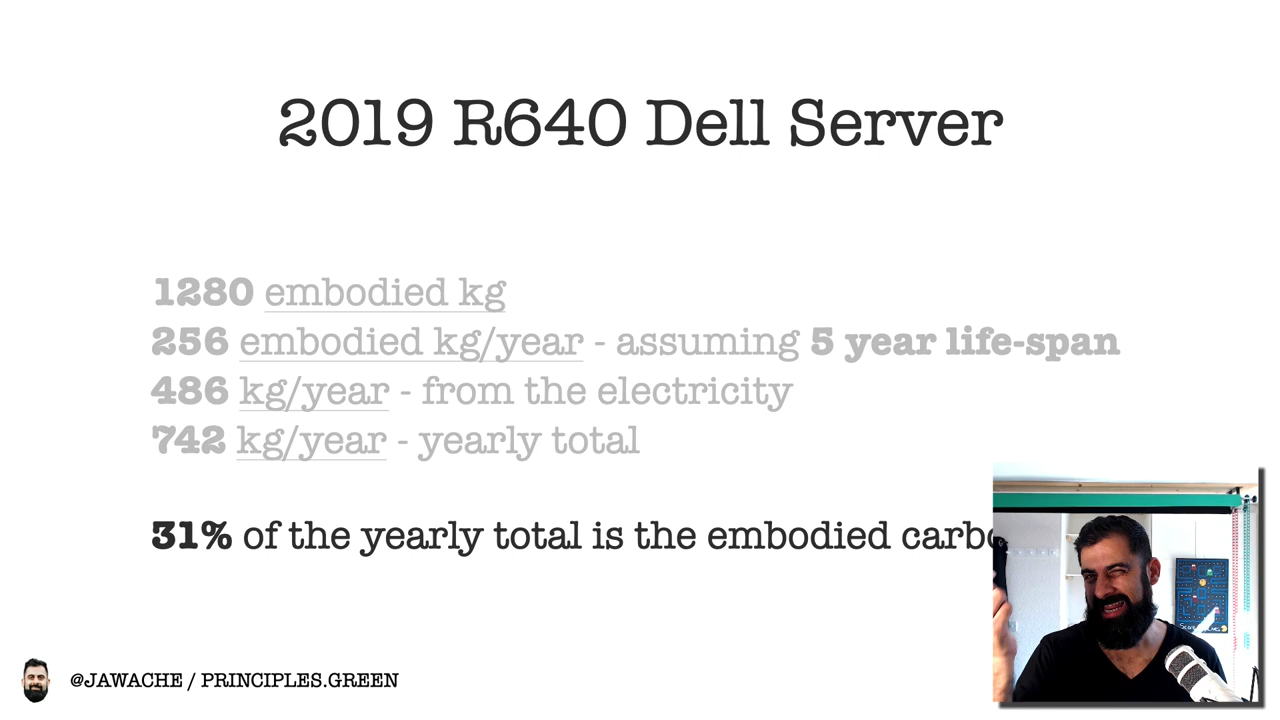 2019 R640 Dell Server
1280 embodied kg
256 embodied kg/year - assuming 5 year life-span
486 kg/year - from the electricity
742 kg/year - yearly total
31% of the yearly total is the embodied carbo
@JAWACHE / PRINCIPLES.GREEN